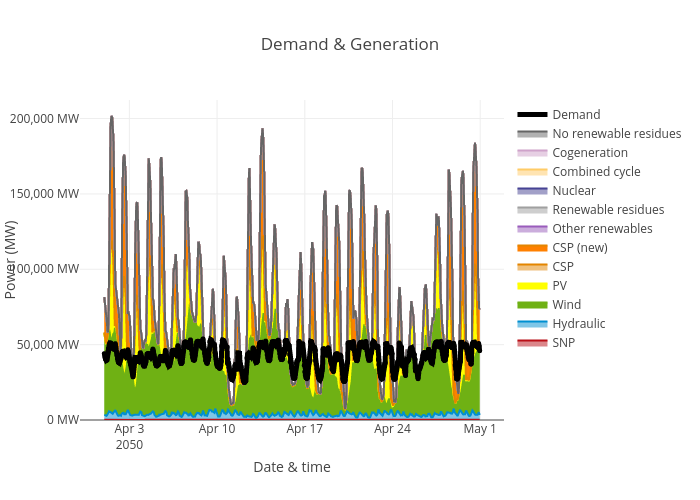 Demand & Generation
Power (MW)
200,000 MW
150,000 MW
100,000 MW
50,000 MW
0 MW
Apr 3
2050
Apr 10
Apr 17
Apr 24
May 1
Date & time
Demand
No renewable residues
Cogeneration
Combined cycle
Nuclear
Renewable residues
Other renewables
CSP (new)
CSP
PV
Wind
Hydraulic
SNP